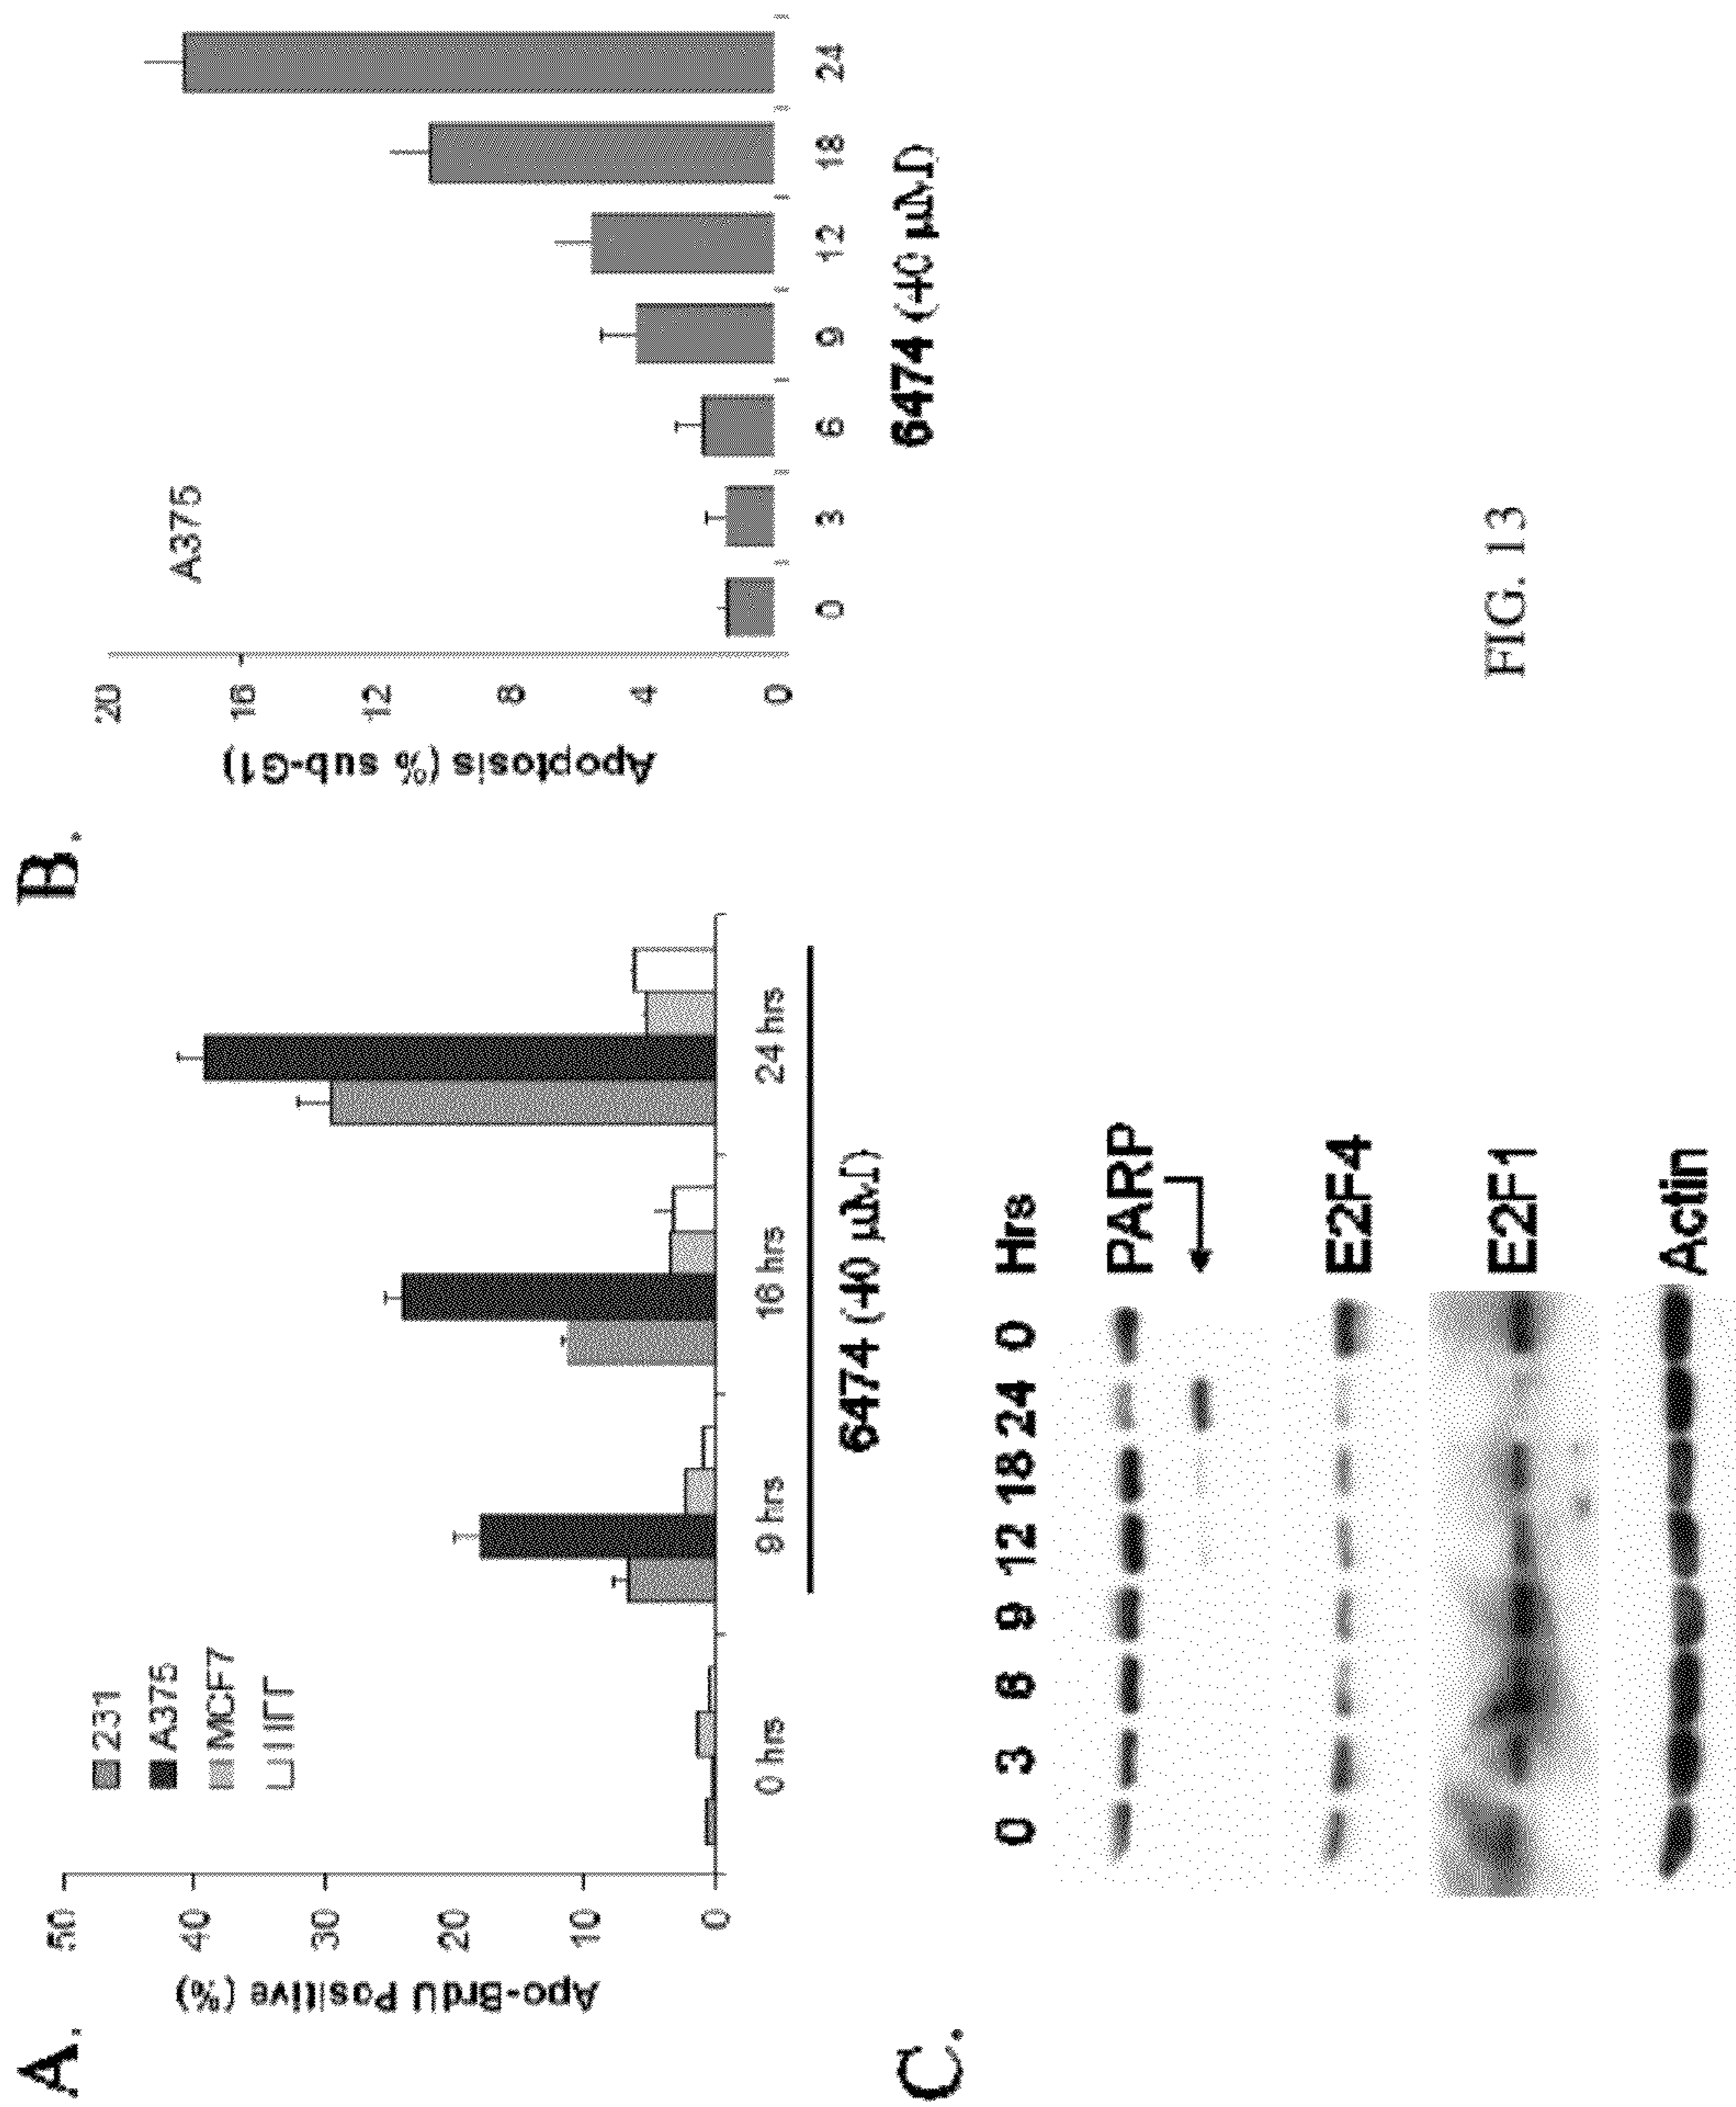 A.
Apo-BrdU Positive (%)
50
40
30
20
10
0
231
A375
MCF7
0 hrs
9 hrs
16 hrs
24 hrs
6474 (40 µM)
B.
Apoptosis (% sub-G1)
20
16
12
8
4
0
A375
0 3 6 9 12 18 24
6474 (40 µM)
C.
0 3 6 9 12 18 24 0 Hrs
PARP
E2F4
E2F1
Actin
FIG. 13